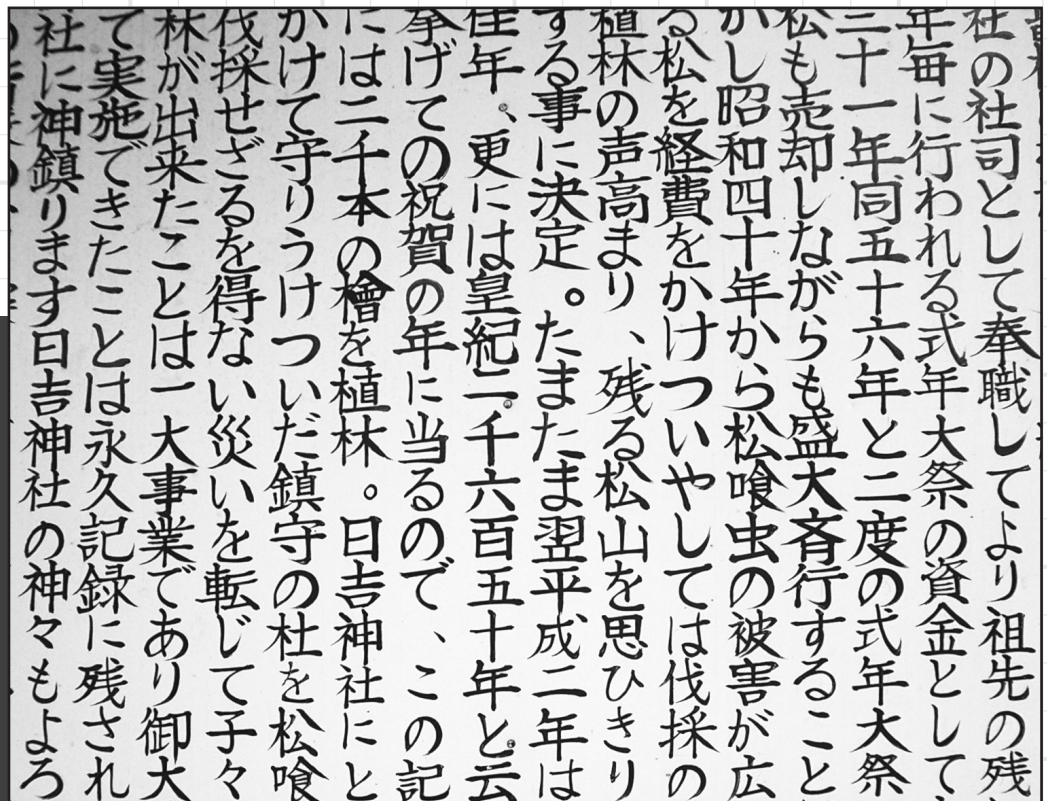 社の社司として奉職してより祖先の残
年毎に行われる式年大祭の資金として
三十一年同五十六年と二度の式年大祭
松も売却しながらも盛大斉行すること
かし昭和四十年から松喰虫の被害が広
る松を経費をかけついやしては伐採の
植林の声高まり、残る松山を思ひきり
する事に決定。たまたま翌平成二年は
佳年。更には皇紀二千六百五十年と云
挙げての祝賀の年に当るので、この記
には二千本の檜を植林。日吉神社にと
かけて守りうけついだ鎮守の杜を松喰
伐採せざるを得ない災いを転じて子々
林が出来たことは一大事業であり御大
て実施できたことは永久記録に残され
社に神鎮ります日吉神社の神々もよろ